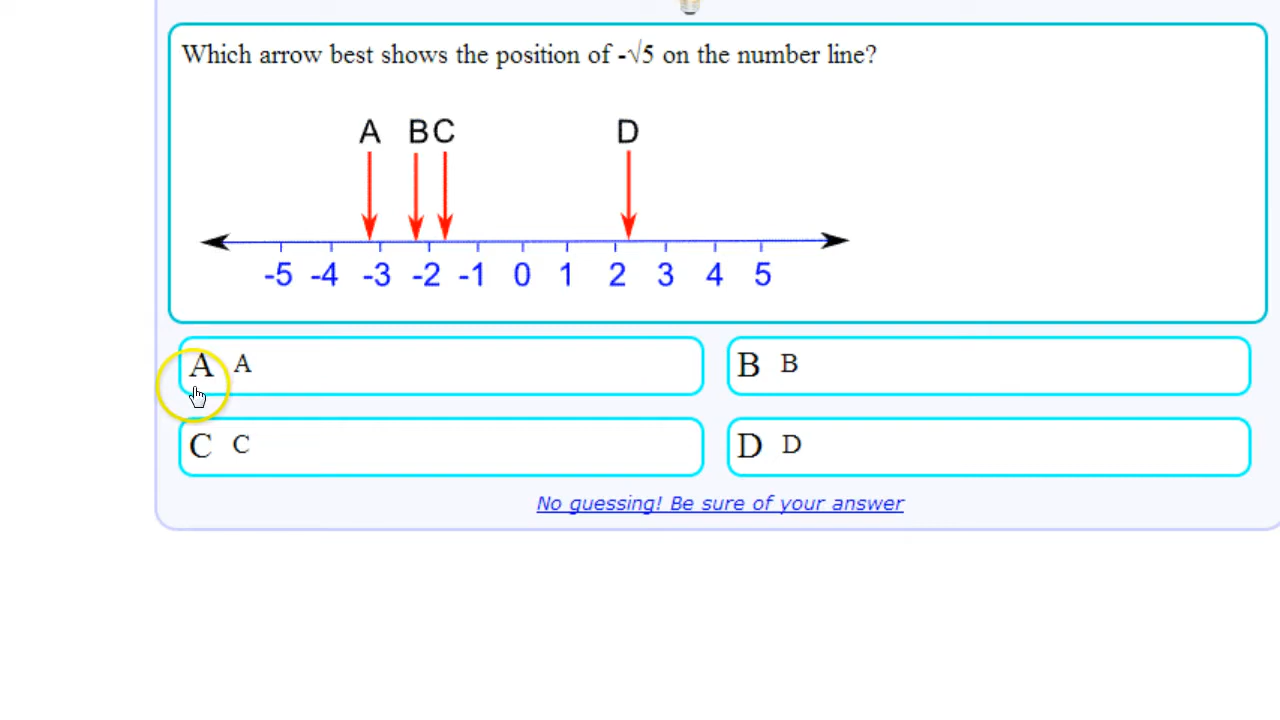 Which arrow best shows the position of -√5 on the number line?
A B C D
-5 -4 -3 -2 -1 0 1 2 3 4 5
A A
B B
C C
D D
No guessing! Be sure of your answer